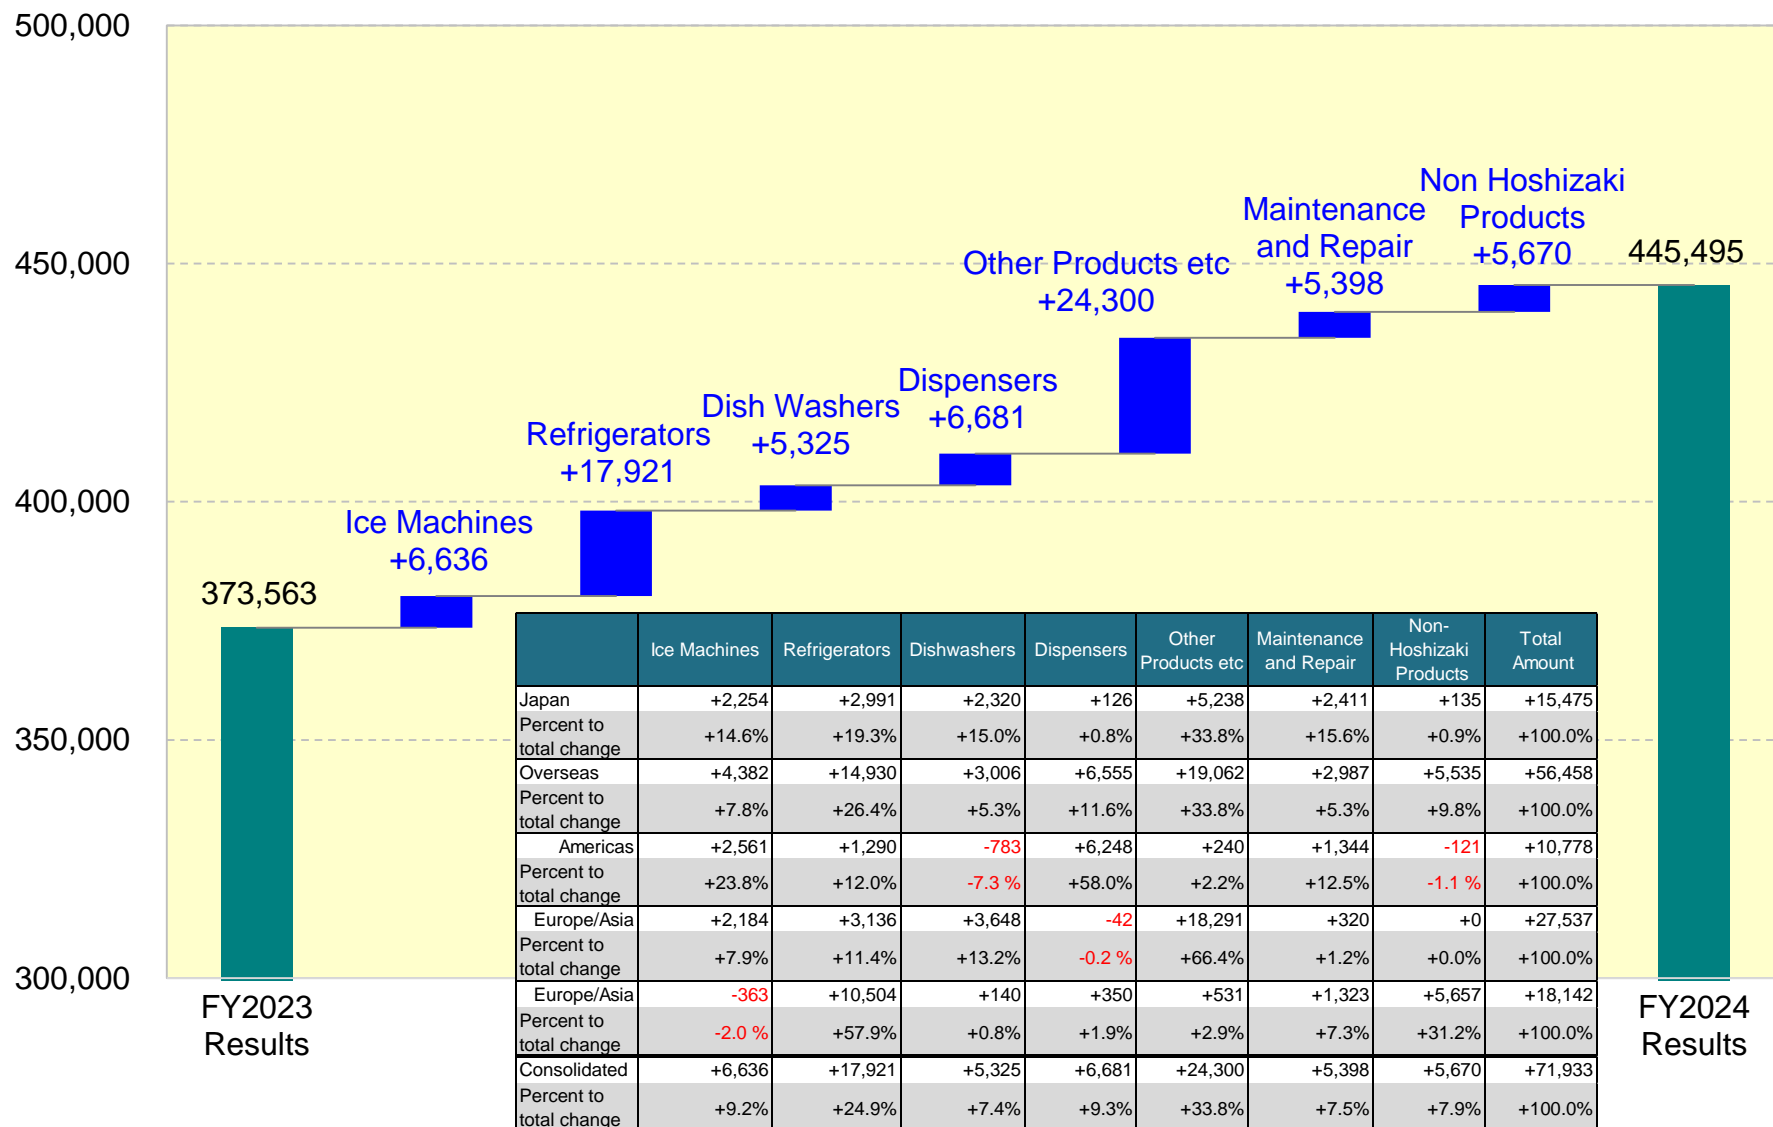 500,000
450,000
400,000
350,000
300,000
373,563
Ice Machines
+6,636
Refrigerators
+17,921
Dish Washers
+5,325
Dispensers
+6,681
Other Products etc
+24,300
Maintenance
and Repair
+5,398
Non Hoshizaki
Products
+5,670
445,495
FY2023
Results
FY2024
Results
Ice Machines Refrigerators Dishwashers Dispensers Other Products etc Maintenance and Repair Non-Hoshizaki Products Total Amount
Japan +2,254 +2,991 +2,320 +126 +5,238 +2,411 +135 +15,475
Percent to total change +14.6% +19.3% +15.0% +0.8% +33.8% +15.6% +0.9% +100.0%
Overseas +4,382 +14,930 +3,006 +6,555 +19,062 +2,987 +5,535 +56,458
Percent to total change +7.8% +26.4% +5.3% +11.6% +33.8% +5.3% +9.8% +100.0%
Americas +2,561 +1,290 -783 +6,248 +240 +1,344 -121 +10,778
Percent to total change +23.8% +12.0% -7.3 % +58.0% +2.2% +12.5% -1.1 % +100.0%
Europe/Asia +2,184 +3,136 +3,648 -42 +18,291 +320 +0 +27,537
Percent to total change +7.9% +11.4% +13.2% -0.2 % +66.4% +1.2% +0.0% +100.0%
Europe/Asia -363 +10,504 +140 +350 +531 +1,323 +5,657 +18,142
Percent to total change -2.0 % +57.9% +0.8% +1.9% +2.9% +7.3% +31.2% +100.0%
Consolidated +6,636 +17,921 +5,325 +6,681 +24,300 +5,398 +5,670 +71,933
Percent to total change +9.2% +24.9% +7.4% +9.3% +33.8% +7.5% +7.9% +100.0%